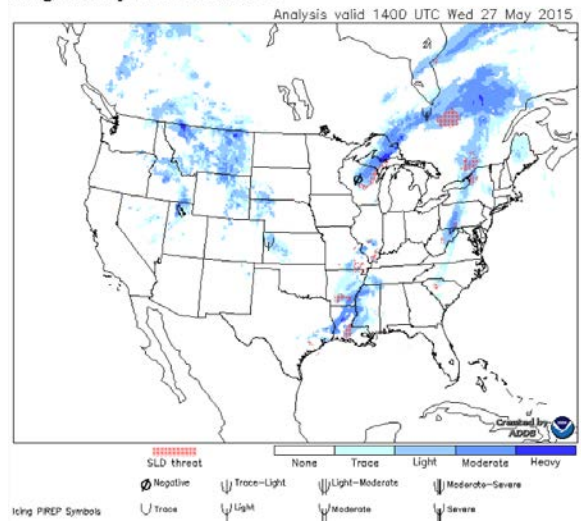 Analysis valid 1400 UTC Wed 27 May 2015
Created by
ADDS
SLD threat
None Trace Light Moderate Heavy
Negative Trace-Light Light-Moderate Moderate-Severe
Icing PIREP Symbols Trace Light Moderate Severe